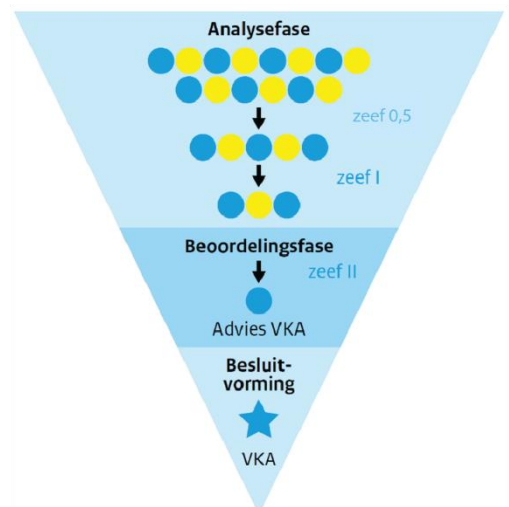 Analysefase
zeef 0,5
zeef I
Beoordelingsfase
zeef II
Advies VKA
Besluit-
vorming
VKA